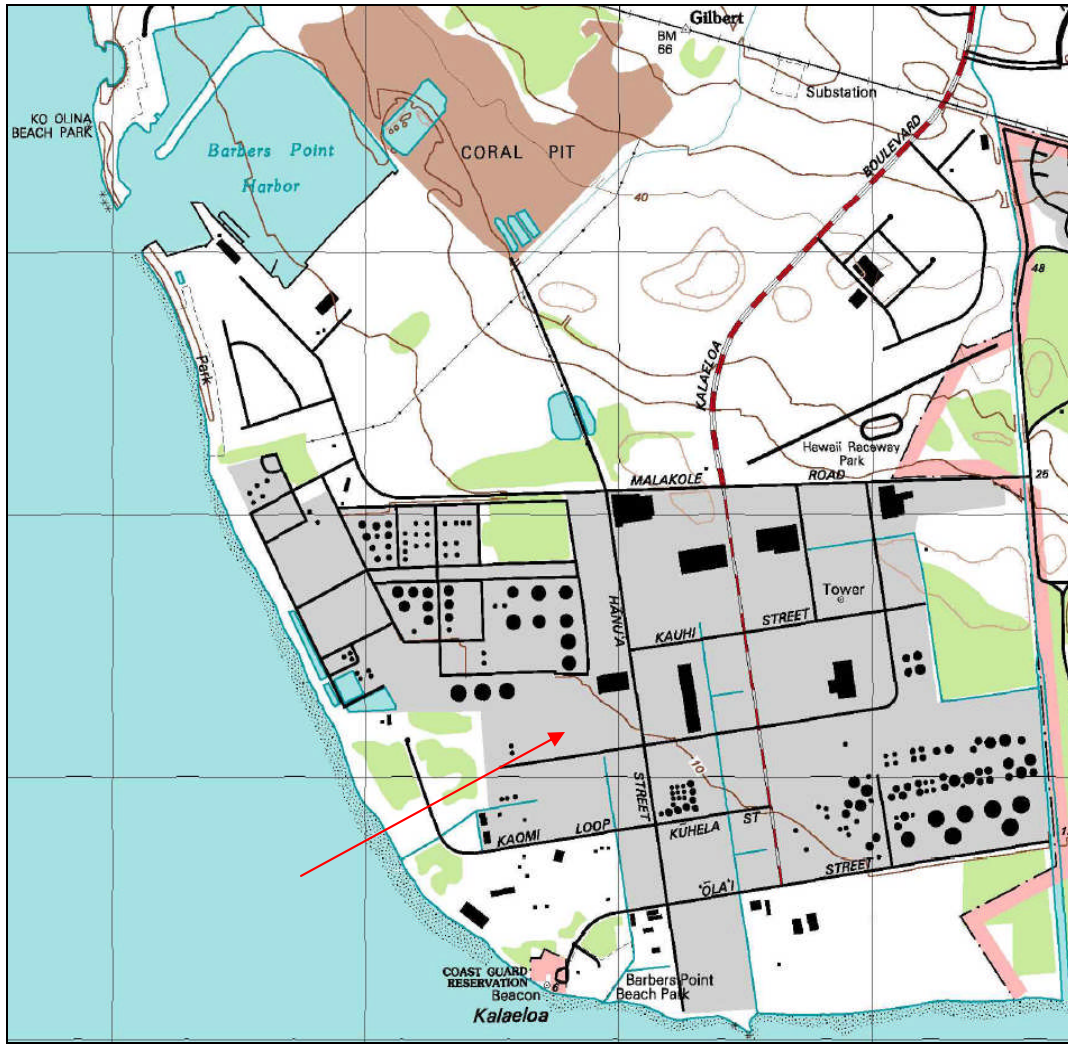 Gilbert
BM
66
Substation
KO OLINA
BEACH PARK
Barbers Point
Harbor
CORAL PIT
BOULEVARD
40
48
KALAELOA
Park
Hawaii Raceway
Park
MALAKOLE ROAD
26
HANU'A
Tower
KAUHI STREET
10
STREET
KAOMI LOOP
KUHELA ST
'OLA'I STREET
COAST GUARD
RESERVATION
Beacon
6
Barbers Point
Beach Park
Kalaeloa